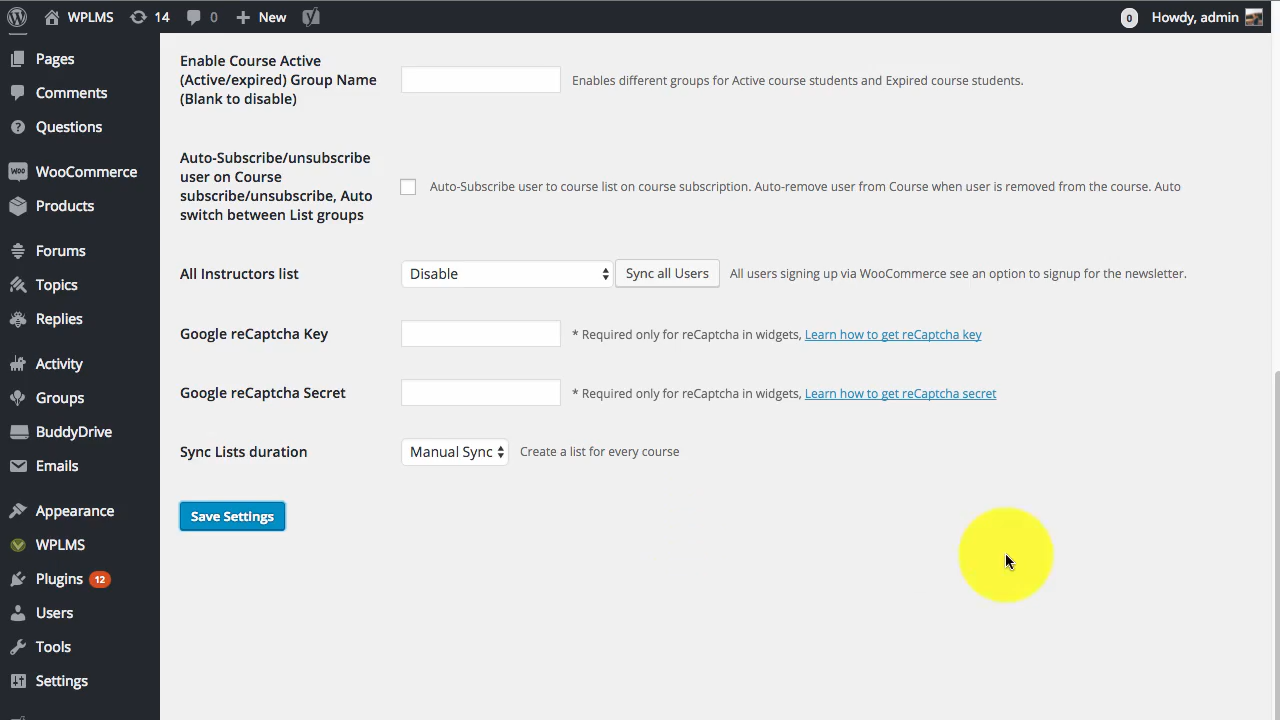 WPLMS 14 0 New 0 Howdy, admin
Pages
Comments
Questions
WooCommerce
Products
Forums
Topics
Replies
Activity
Groups
BuddyDrive
Emails
Appearance
WPLMS
Plugins 12
Users
Tools
Settings
Enable Course Active
(Active/expired) Group Name
(Blank to disable)
Enables different groups for Active course students and Expired course students.
Auto-Subscribe/unsubscribe
user on Course
subscribe/unsubscribe, Auto
switch between List groups
Auto-Subscribe user to course list on course subscription. Auto-remove user from Course when user is removed from the course. Auto
All Instructors list Disable Sync all Users All users signing up via WooCommerce see an option to signup for the newsletter.
Google reCaptcha Key * Required only for reCaptcha in widgets, Learn how to get reCaptcha key
Google reCaptcha Secret * Required only for reCaptcha in widgets, Learn how to get reCaptcha secret
Sync Lists duration Manual Sync Create a list for every course
Save Settings